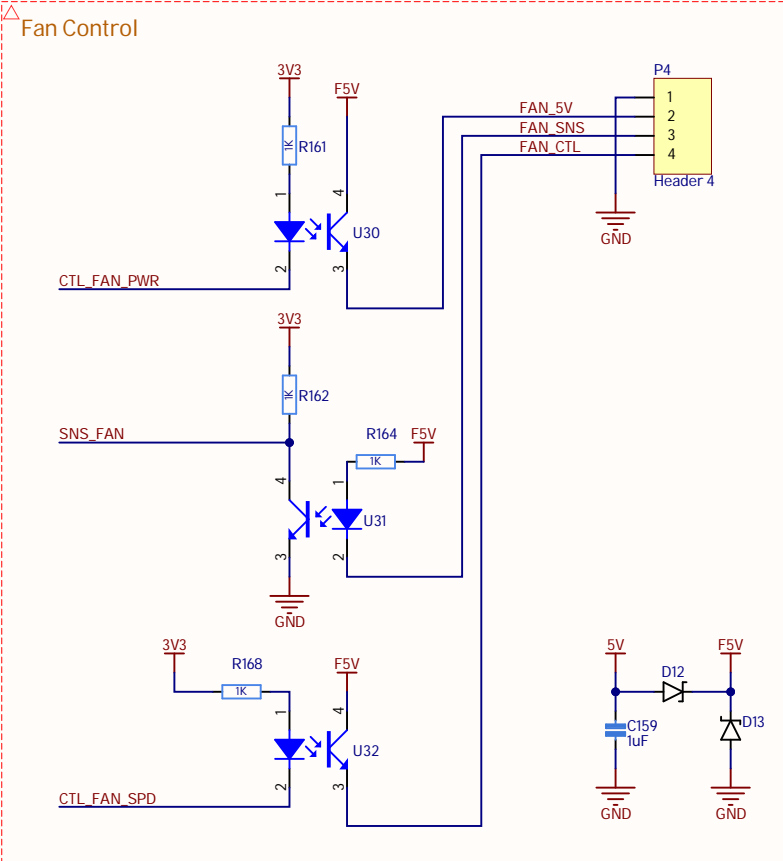 Fan Control
3V3
F5V
P4
1K
R161
1
4
U30
2
3
CTL_FAN_PWR
FAN_5V
FAN_SNS
FAN_CTL
1
2
3
4
Header 4
GND
3V3
1K
R162
SNS_FAN
R164
F5V
1K
4
1
U31
3
2
GND
3V3
R168
1K
F5V
1
4
U32
2
3
CTL_FAN_SPD
5V
F5V
D12
C159
1uF
D13
GND
GND